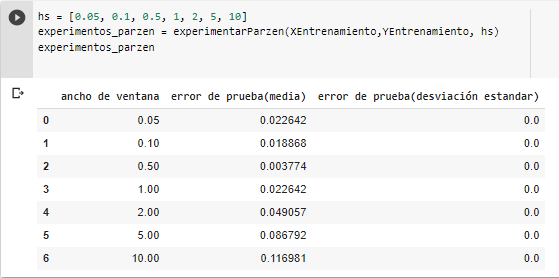 hs = [0.05, 0.1, 0.5, 1, 2, 5, 10]
experimentos_parzen = experimentarParzen(XEntrenamiento,YEntrenamiento, hs)
experimentos_parzen
ancho de ventana error de prueba(media) error de prueba(desviación estandar)
0 0.05 0.022642 0.0
1 0.10 0.018868 0.0
2 0.50 0.003774 0.0
3 1.00 0.022642 0.0
4 2.00 0.049057 0.0
5 5.00 0.086792 0.0
6 10.00 0.116981 0.0